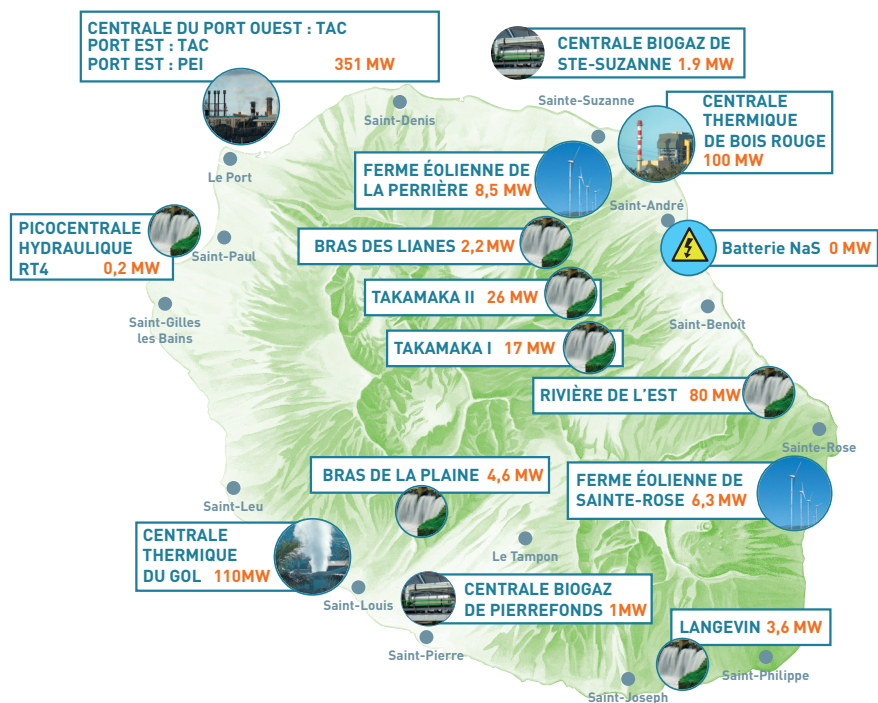 CENTRALE DU PORT OUEST : TAC
PORT EST : TAC
PORT EST : PEI 351 MW
CENTRALE BIOGAZ DE
STE-SUZANNE 1.9 MW
Saint-Denis
Sainte-Suzanne
CENTRALE
THERMIQUE
DE BOIS ROUGE
100 MW
Le Port
FERME ÉOLIENNE DE
LA PERRIÈRE 8,5 MW
Saint-André
PICOCENTRALE
HYDRAULIQUE
RT4 0,2 MW
Saint-Paul
BRAS DES LIANES 2,2 MW
Batterie NaS 0 MW
TAKAMAKA II 26 MW
Saint-Gilles
les Bains
Saint-Benoît
TAKAMAKA I 17 MW
RIVIÈRE DE L'EST 80 MW
Sainte-Rose
BRAS DE LA PLAINE 4,6 MW
FERME ÉOLIENNE DE
SAINTE-ROSE 6,3 MW
Saint-Leu
CENTRALE
THERMIQUE
DU GOL 110MW
Le Tampon
Saint-Louis
CENTRALE BIOGAZ
DE PIERREFONDS 1MW
LANGEVIN 3,6 MW
Saint-Pierre
Saint-Philippe
Saint-Joseph